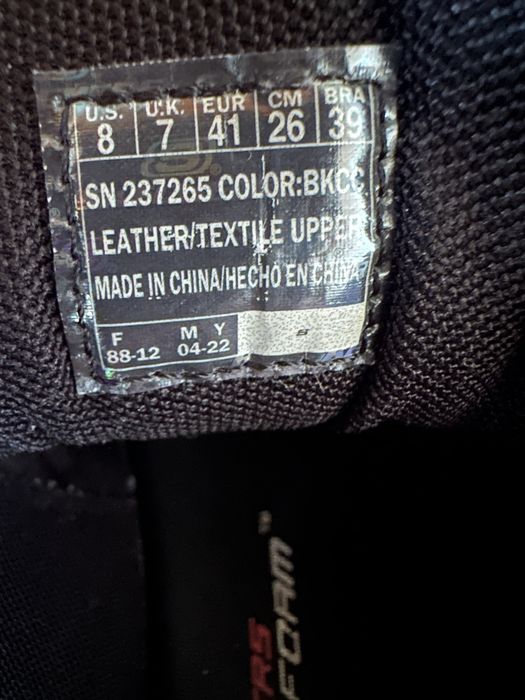 U.S. U.K. EUR CM BRA
8 7 41 26 39
SN 237265 COLOR:BKCC
LEATHER/TEXTILE UPPER
MADE IN CHINA/HECHO EN CHINA
F M Y
88-12 04-22
FOAM™